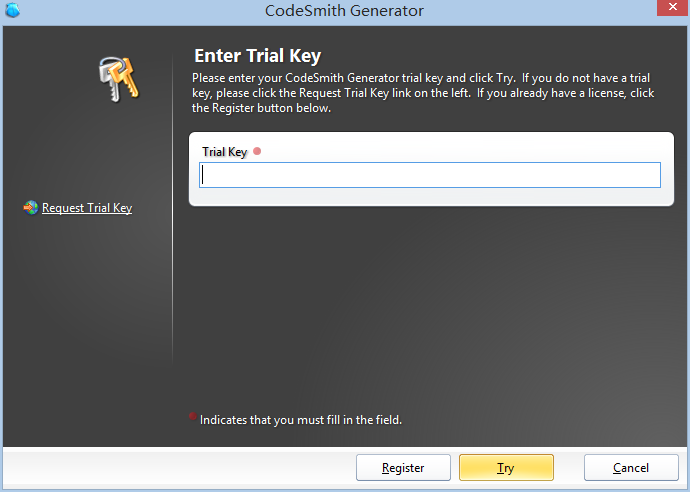 CodeSmith Generator
Enter Trial Key
Please enter your CodeSmith Generator trial key and click Try. If you do not have a trial
key, please click the Request Trial Key link on the left. If you already have a license, click
the Register button below.
Trial Key
Request Trial Key
* Indicates that you must fill in the field.
Register
Try
Cancel